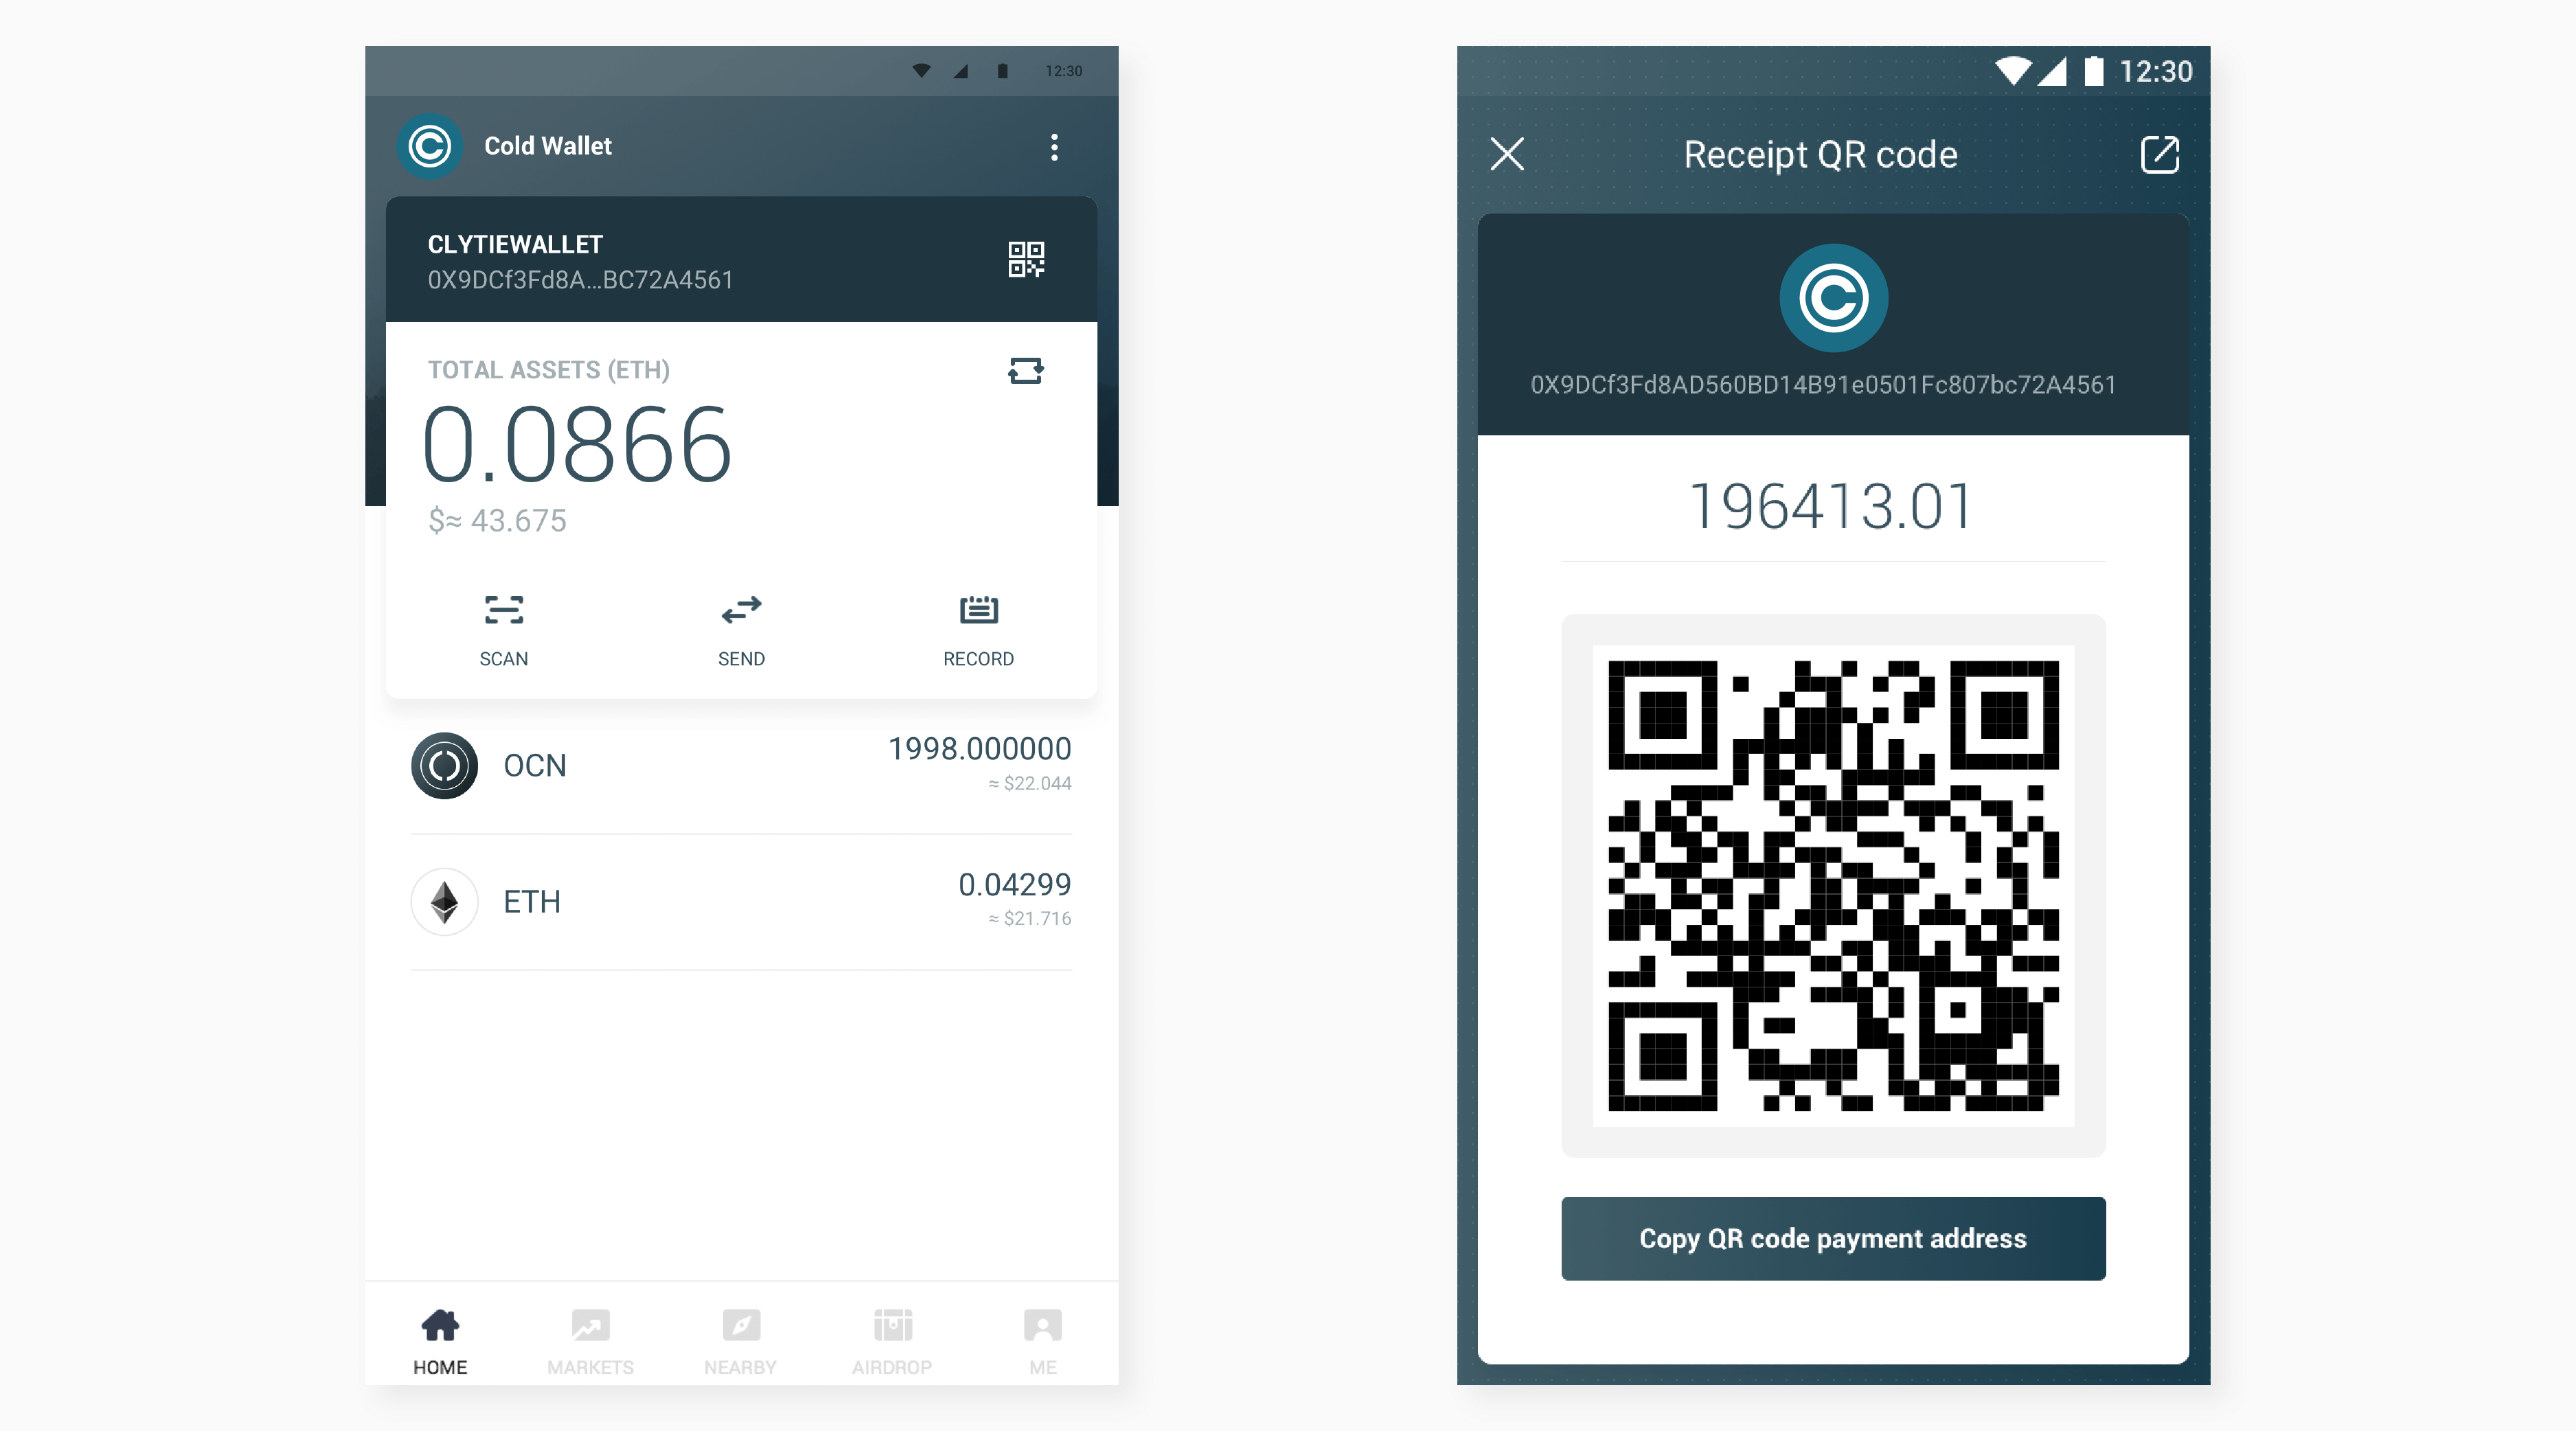 12:30
Cold Wallet
CLYTIEWALLET
0X9DCf3Fd8A...BC72A4561
TOTAL ASSETS (ETH)
0.0866
$≈ 43.675
SCAN
SEND
RECORD
OCN
1998.000000
≈ $22.044
ETH
0.04299
≈ $21.716
HOME
MARKETS
NEARBY
AIRDROP
ME
12:30
Receipt QR code
0X9DCf3Fd8AD560BD14B91e0501Fc807bc72A4561
196413.01
Copy QR code payment address